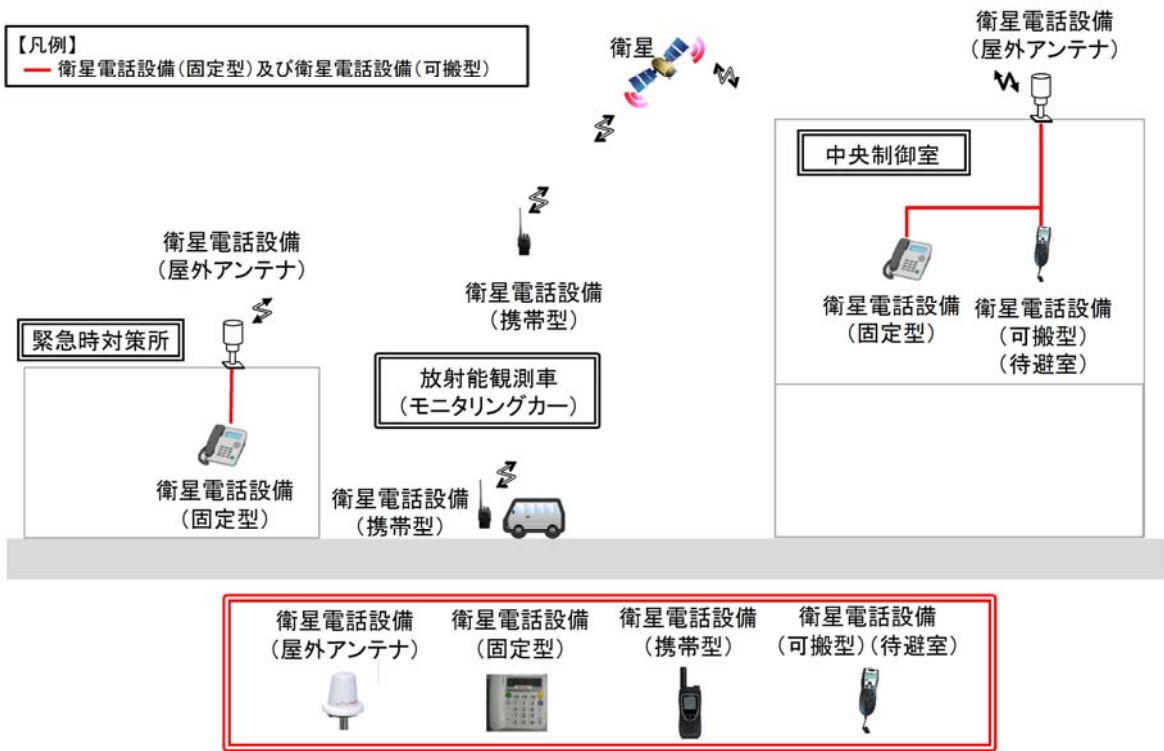 【凡例】
衛星電話設備(固定型)及び衛星電話設備(可搬型)
衛星
衛星電話設備
(屋外アンテナ)
中央制御室
衛星電話設備
(固定型)
衛星電話設備
(可搬型)
(待避室)
衛星電話設備
(携帯型)
衛星電話設備
(屋外アンテナ)
緊急時対策所
衛星電話設備
(固定型)
放射能観測車
(モニタリングカー)
衛星電話設備
(携帯型)
衛星電話設備
(屋外アンテナ)
衛星電話設備
(固定型)
衛星電話設備
(携帯型)
衛星電話設備
(可搬型)(待避室)